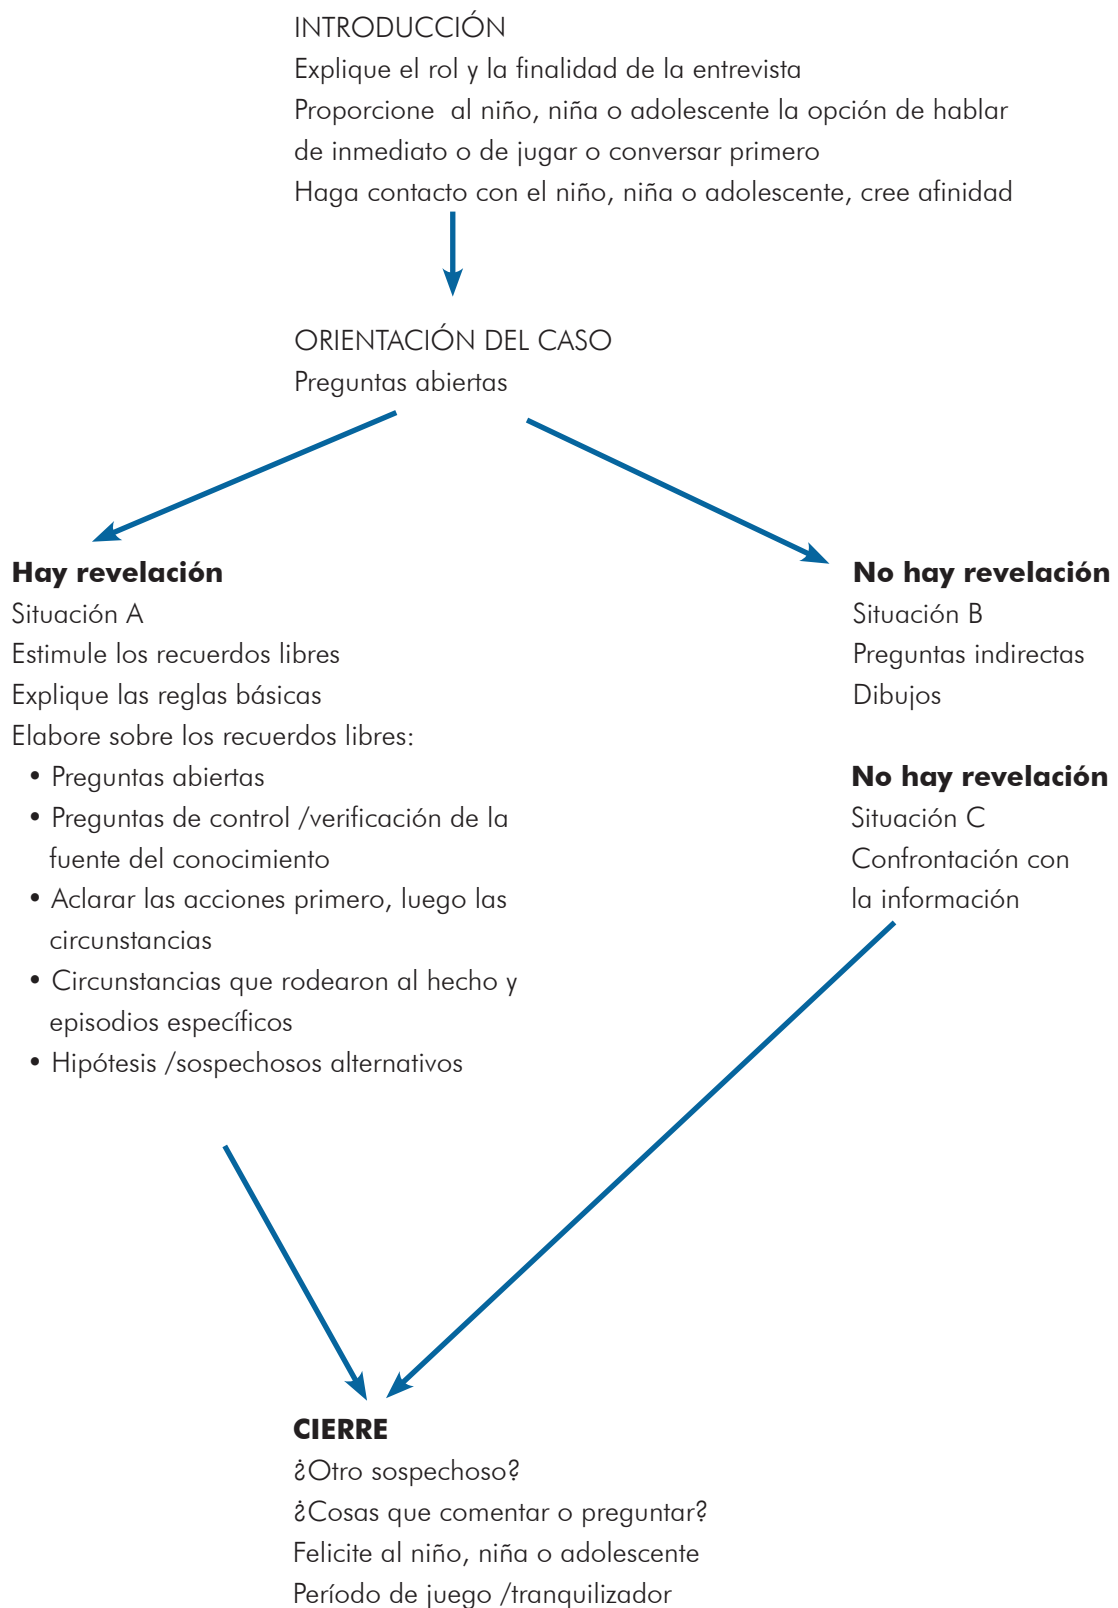 INTRODUCCIÓN
Explique el rol y la finalidad de la entrevista
Proporcione al niño, niña o adolescente la opción de hablar
de inmediato o de jugar o conversar primero
Haga contacto con el niño, niña o adolescente, cree afinidad
ORIENTACIÓN DEL CASO
Preguntas abiertas
Hay revelación
Situación A
Estimule los recuerdos libres
Explique las reglas básicas
Elabore sobre los recuerdos libres:
• Preguntas abiertas
• Preguntas de control /verificación de la
fuente del conocimiento
• Aclarar las acciones primero, luego las
circunstancias
• Circunstancias que rodearon al hecho y
episodios específicos
• Hipótesis /sospechosos alternativos
No hay revelación
Situación B
Preguntas indirectas
Dibujos
No hay revelación
Situación C
Confrontación con
la información
CIERRE
¿Otro sospechoso?
¿Cosas que comentar o preguntar?
Felicite al niño, niña o adolescente
Período de juego /tranquilizador